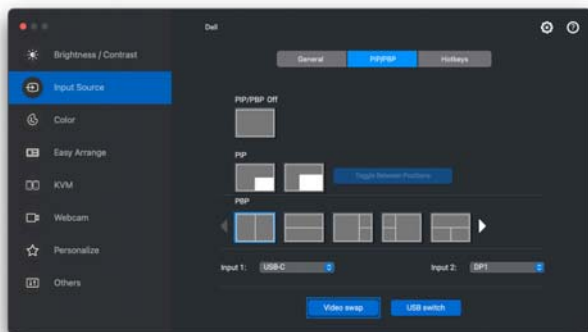 Dell
Brightness / Contrast
Input Source
Color
Easy Arrange
KVM
Webcam
Personalize
Others
General
PIP/PBP
Hotkeys
PIP/PBP Off
PIP
Toggle Between Positions
PBP
Input 1:
USB-C
Input 2:
DP1
Video swap
USB switch